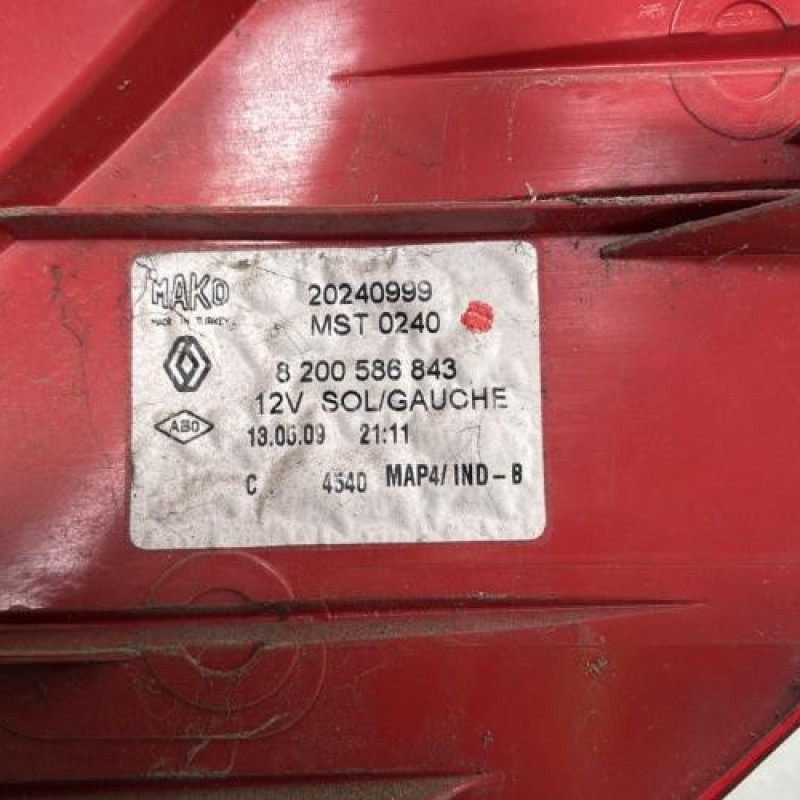 MAKO
MADE IN TURKEY
20240999
MST 0240
8 200 586 843
12V SOL/GAUCHE
ABO
13.06.09 21:11
C 4540 MAP4/ IND-B